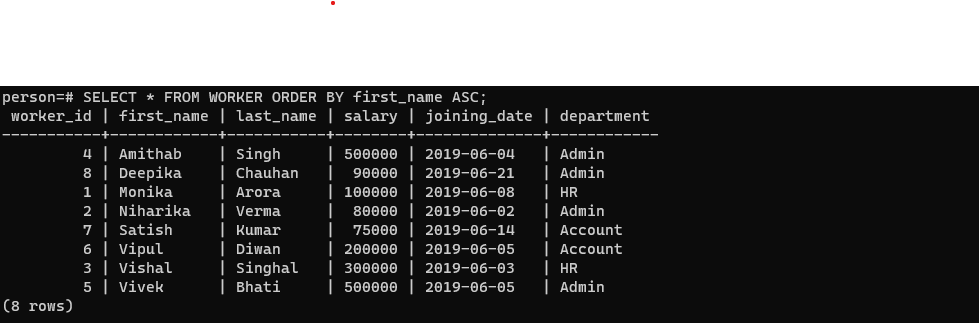 person=# SELECT * FROM WORKER ORDER BY first_name ASC;
 worker_id | first_name | last_name | salary | joining_date | department
-----------+------------+-----------+--------+--------------+------------
         4 | Amithab    | Singh     | 500000 | 2019-06-04   | Admin
         8 | Deepika    | Chauhan   |  90000 | 2019-06-21   | Admin
         1 | Monika     | Arora     | 100000 | 2019-06-08   | HR
         2 | Niharika   | Verma     |  80000 | 2019-06-02   | Admin
         7 | Satish     | Kumar     |  75000 | 2019-06-14   | Account
         6 | Vipul      | Diwan     | 200000 | 2019-06-05   | Account
         3 | Vishal     | Singhal   | 300000 | 2019-06-03   | HR
         5 | Vivek      | Bhati     | 500000 | 2019-06-05   | Admin
(8 rows)